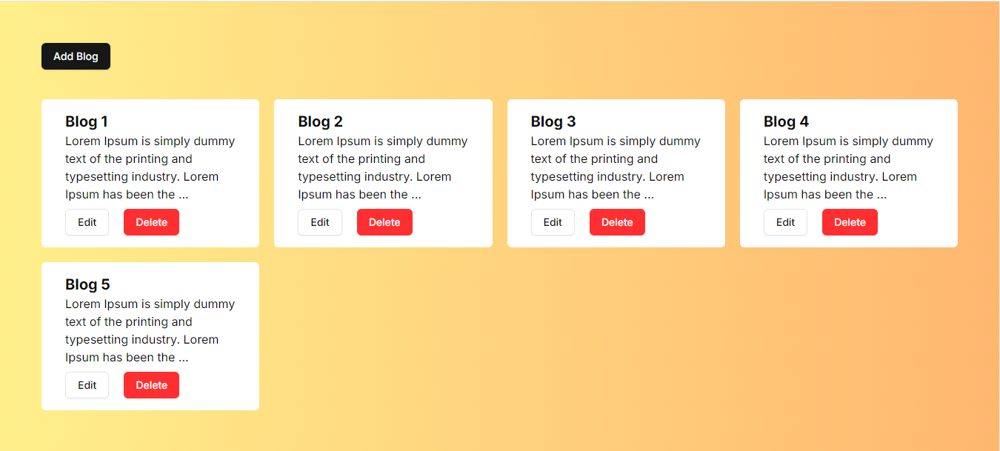 Add Blog
Blog 1
Lorem Ipsum is simply dummy
text of the printing and
typesetting industry. Lorem
Ipsum has been the ...
Edit Delete
Blog 2
Lorem Ipsum is simply dummy
text of the printing and
typesetting industry. Lorem
Ipsum has been the ...
Edit Delete
Blog 3
Lorem Ipsum is simply dummy
text of the printing and
typesetting industry. Lorem
Ipsum has been the ...
Edit Delete
Blog 4
Lorem Ipsum is simply dummy
text of the printing and
typesetting industry. Lorem
Ipsum has been the ...
Edit Delete
Blog 5
Lorem Ipsum is simply dummy
text of the printing and
typesetting industry. Lorem
Ipsum has been the ...
Edit Delete